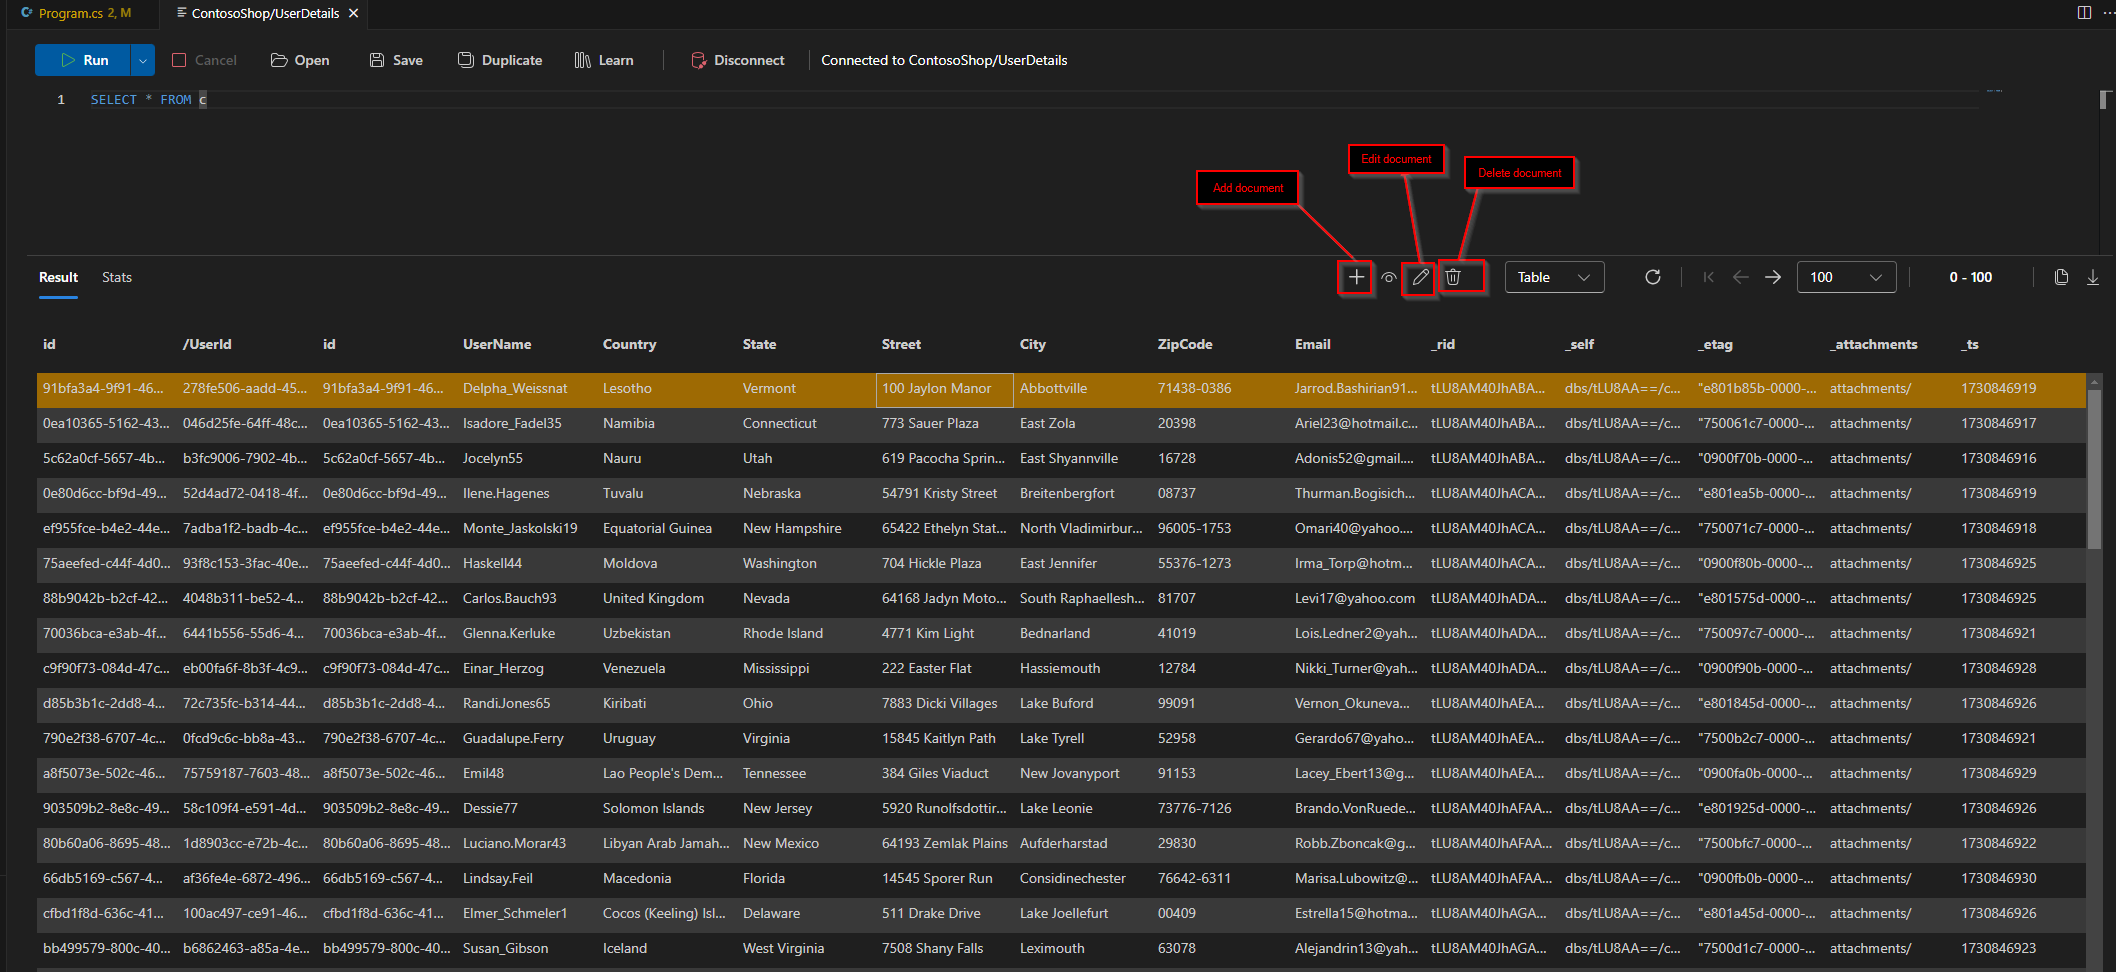 Program.cs 2, M ContosoShop/UserDetails
Run Cancel Open Save Duplicate Learn Disconnect Connected to ContosoShop/UserDetails
1 SELECT * FROM c
Edit document
Delete document
Add document
Result Stats Table 100 0 - 100
id /UserId id UserName Country State Street City ZipCode Email _rid _self _etag _attachments _ts
91bfa3a4-9f91-46... 278fe506-aadd-45... 91bfa3a4-9f91-46... Delpha_Weissnat Lesotho Vermont 100 Jaylon Manor Abbottville 71438-0386 Jarrod.Bashirian91... tLU8AM40JhABA... dbs/tLU8AA==/c... "e801b85b-0000-... attachments/ 1730846919
0ea10365-5162-43... 046d25fe-64ff-48c... 0ea10365-5162-43... Isadore_Fadel35 Namibia Connecticut 773 Sauer Plaza East Zola 20398 Ariel23@hotmail.c... tLU8AM40JhABA... dbs/tLU8AA==/c... "750061c7-0000-... attachments/ 1730846917
5c62a0cf-5657-4b... b3fc9006-7902-4b... 5c62a0cf-5657-4b... Jocelyn55 Nauru Utah 619 Pacocha Sprin... East Shyannville 16728 Adonis52@gmail.... tLU8AM40JhABA... dbs/tLU8AA==/c... "0900f70b-0000-... attachments/ 1730846916
0e80d6cc-bf9d-49... 52d4ad72-0418-4f... 0e80d6cc-bf9d-49... Ilene.Hagenes Tuvalu Nebraska 54791 Kristy Street Breitenbergfort 08737 Thurman.Bogisich... tLU8AM40JhACA... dbs/tLU8AA==/c... "e801ea5b-0000-... attachments/ 1730846919
ef955fce-b4e2-44e... 7adba1f2-badb-4c... ef955fce-b4e2-44e... Monte_Jaskolski19 Equatorial Guinea New Hampshire 65422 Ethelyn Stat... North Vladimirbur... 96005-1753 Omari40@yahoo.... tLU8AM40JhACA... dbs/tLU8AA==/c... "750071c7-0000-... attachments/ 1730846918
75aeefed-c44f-4d0... 93f8c153-3fac-40e... 75aeefed-c44f-4d0... Haskell44 Moldova Washington 704 Hickle Plaza East Jennifer 55376-1273 Irma_Torp@hotm... tLU8AM40JhACA... dbs/tLU8AA==/c... "0900f80b-0000-... attachments/ 1730846925
88b9042b-b2cf-42... 4048b311-be52-4... 88b9042b-b2cf-42... Carlos.Bauch93 United Kingdom Nevada 64168 Jadyn Moto... South Raphaellesh... 81707 Levi17@yahoo.com tLU8AM40JhADA... dbs/tLU8AA==/c... "e801575d-0000-... attachments/ 1730846925
70036bca-e3ab-4f... 6441b556-55d6-4... 70036bca-e3ab-4f... Glenna.Kerluke Uzbekistan Rhode Island 4771 Kim Light Bednarland 41019 Lois.Ledner2@yah... tLU8AM40JhADA... dbs/tLU8AA==/c... "750097c7-0000-... attachments/ 1730846921
c9f90f73-084d-47c... eb00fa6f-8b3f-4c9... c9f90f73-084d-47c... Einar_Herzog Venezuela Mississippi 222 Easter Flat Hassiemouth 12784 Nikki_Turner@yah... tLU8AM40JhADA... dbs/tLU8AA==/c... "0900f90b-0000-... attachments/ 1730846928
d85b3b1c-2dd8-4... 72c735fc-b314-44... d85b3b1c-2dd8-4... RandiJones65 Kiribati Ohio 7883 Dicki Villages Lake Buford 99091 Vernon_Okuneva... tLU8AM40JhAEA... dbs/tLU8AA==/c... "e801845d-0000-... attachments/ 1730846926
790e2f38-6707-4c... 0fcd9c6c-bb8a-43... 790e2f38-6707-4c... Guadalupe.Ferry Uruguay Virginia 15845 Kaitlyn Path Lake Tyrell 52958 Gerardo67@yaho... tLU8AM40JhAEA... dbs/tLU8AA==/c... "7500b2c7-0000-... attachments/ 1730846921
a8f5073e-502c-46... 75759187-7603-48... a8f5073e-502c-46... Emil48 Lao People's Dem... Tennessee 384 Giles Viaduct New Jovanyport 91153 Lacey_Ebert13@g... tLU8AM40JhAEA... dbs/tLU8AA==/c... "0900fa0b-0000-... attachments/ 1730846929
903509b2-8e8c-49... 58c109f4-e591-4d... 903509b2-8e8c-49... Dessie77 Solomon Islands New Jersey 5920 Runolfsdottir... Lake Leonie 73776-7126 Brando.VonRuede... tLU8AM40JhAFAA... dbs/tLU8AA==/c... "e801925d-0000-... attachments/ 1730846926
80b60a06-8695-48... 1d8903cc-e72b-4c... 80b60a06-8695-48... Luciano.Morar43 Libyan Arab Jamah... New Mexico 64193 Zemlak Plains Aufderharstad 29830 Robb.Zboncak@g... tLU8AM40JhAFAA... dbs/tLU8AA==/c... "7500bfc7-0000-... attachments/ 1730846922
66db5169-c567-4... af36fe4e-6872-496... 66db5169-c567-4... Lindsay.Feil Macedonia Florida 14545 Sporer Run Considinechester 76642-6311 Marisa.Lubowitz@... tLU8AM40JhAFAA... dbs/tLU8AA==/c... "0900fb0b-0000-... attachments/ 1730846930
cfbd1f8d-636c-41... 100ac497-ce91-46... cfbd1f8d-636c-41... Elmer_Schmeler1 Cocos (Keeling) Isl... Delaware 511 Drake Drive Lake Joellefurt 00409 Estrella15@hotma... tLU8AM40JhAGA... dbs/tLU8AA==/c... "e801a45d-0000-... attachments/ 1730846926
bb499579-800c-40... b6862463-a85a-4e... bb499579-800c-40... Susan_Gibson Iceland West Virginia 7508 Shany Falls Leximouth 63078 Alejandrin13@yah... tLU8AM40JhAGA... dbs/tLU8AA==/c... "7500d1c7-0000-... attachments/ 1730846923